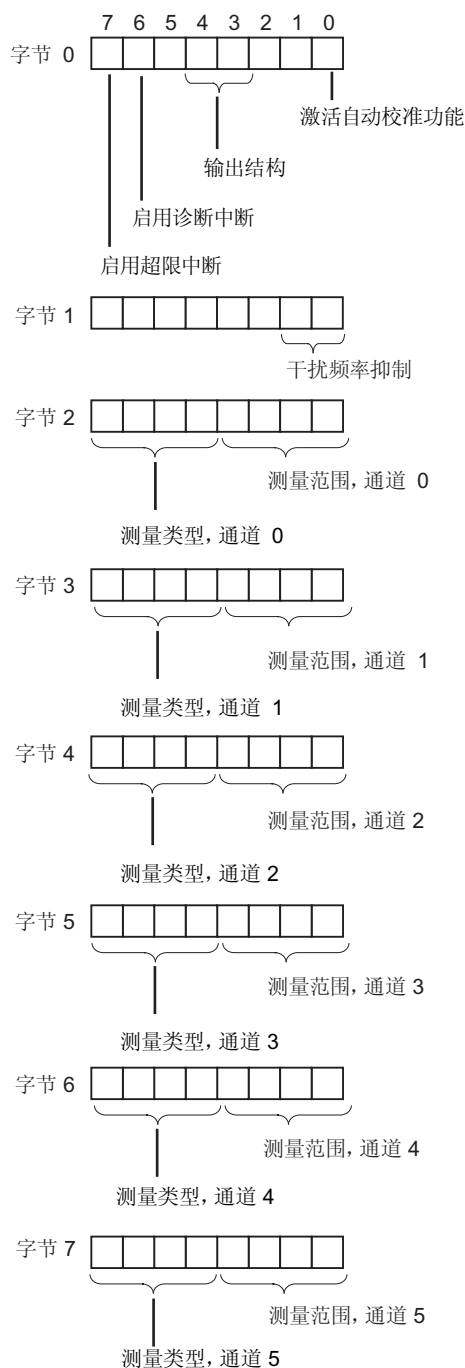 7 6 5 4 3 2 1 0
字节 0
激活自动校准功能
输出结构
启用诊断中断
启用超限中断
字节 1
干扰频率抑制
字节 2
测量范围, 通道 0
测量类型, 通道 0
字节 3
测量范围, 通道 1
测量类型, 通道 1
字节 4
测量范围, 通道 2
测量类型, 通道 2
字节 5
测量范围, 通道 3
测量类型, 通道 3
字节 6
测量范围, 通道 4
测量类型, 通道 4
字节 7
测量范围, 通道 5
测量类型, 通道 5